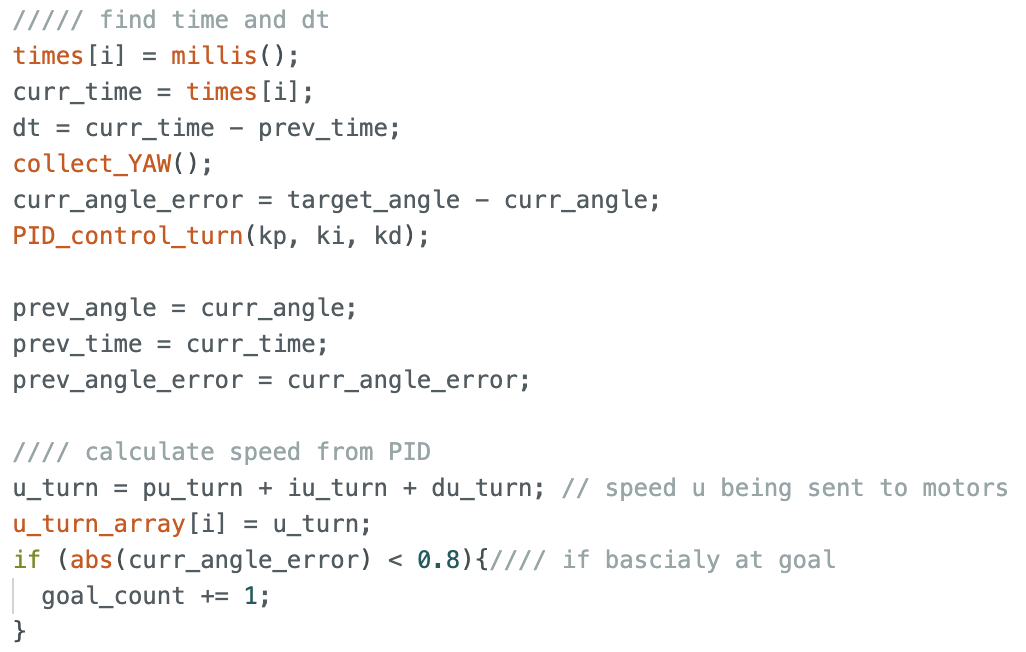 ///// find time and dt
times[i] = millis();
curr_time = times[i];
dt = curr_time - prev_time;
collect_YAW();
curr_angle_error = target_angle - curr_angle;
PID_control_turn(kp, ki, kd);

prev_angle = curr_angle;
prev_time = curr_time;
prev_angle_error = curr_angle_error;

//// calculate speed from PID
u_turn = pu_turn + iu_turn + du_turn; // speed u being sent to motors
u_turn_array[i] = u_turn;
if (abs(curr_angle_error) < 0.8){//// if bascialy at goal
  goal_count += 1;
}